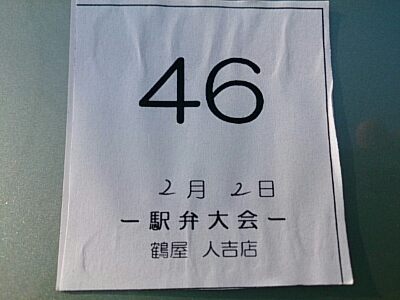 46
2月2日
ー駅弁大会ー
鶴屋 人吉店